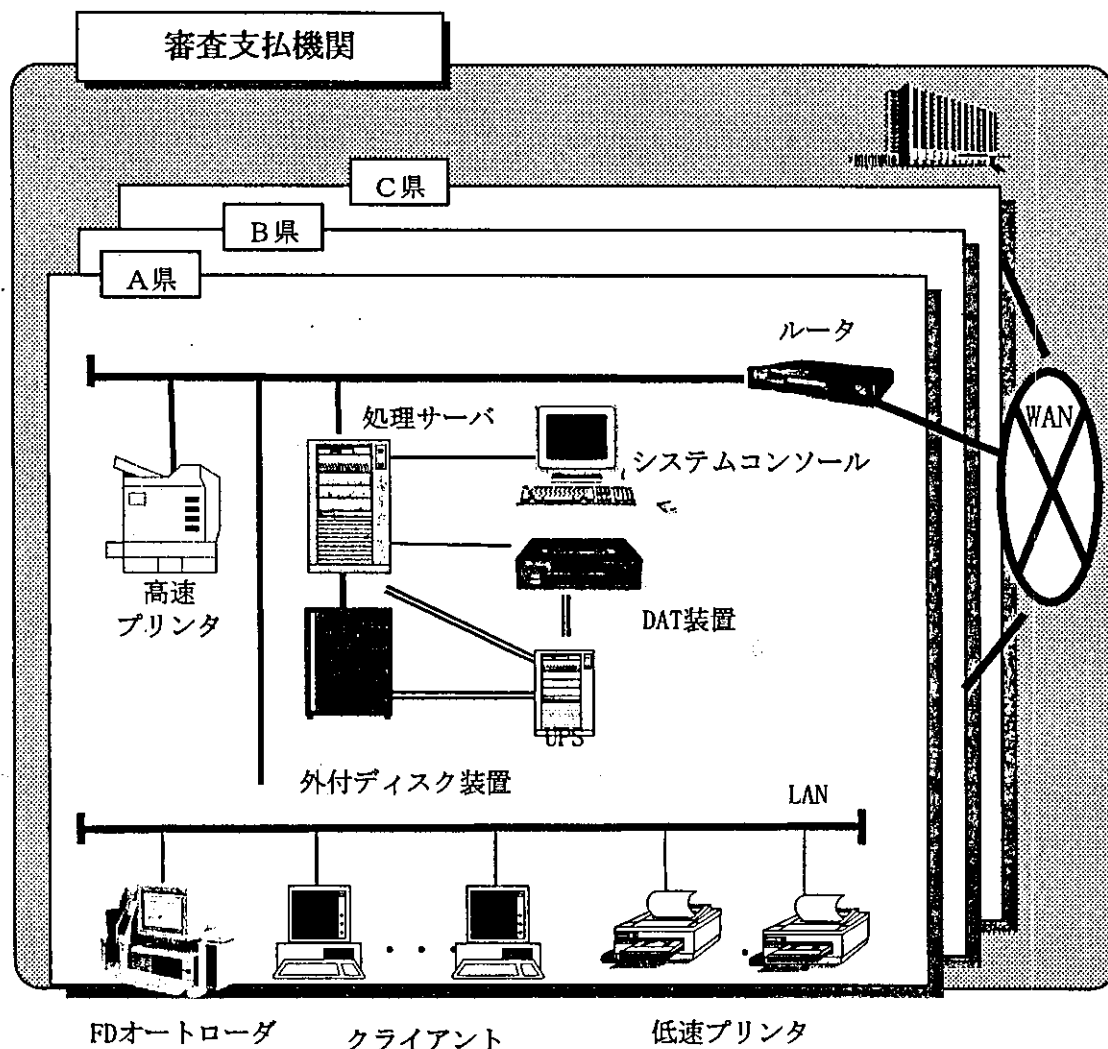 審査支払機関
C県
B県
A県
ルータ
WAN
処理サーバ
システムコンソール
高速
プリンタ
DAT装置
UPS
外付ディスク装置
LAN
FDオートローダ
クライアント
低速プリンタ